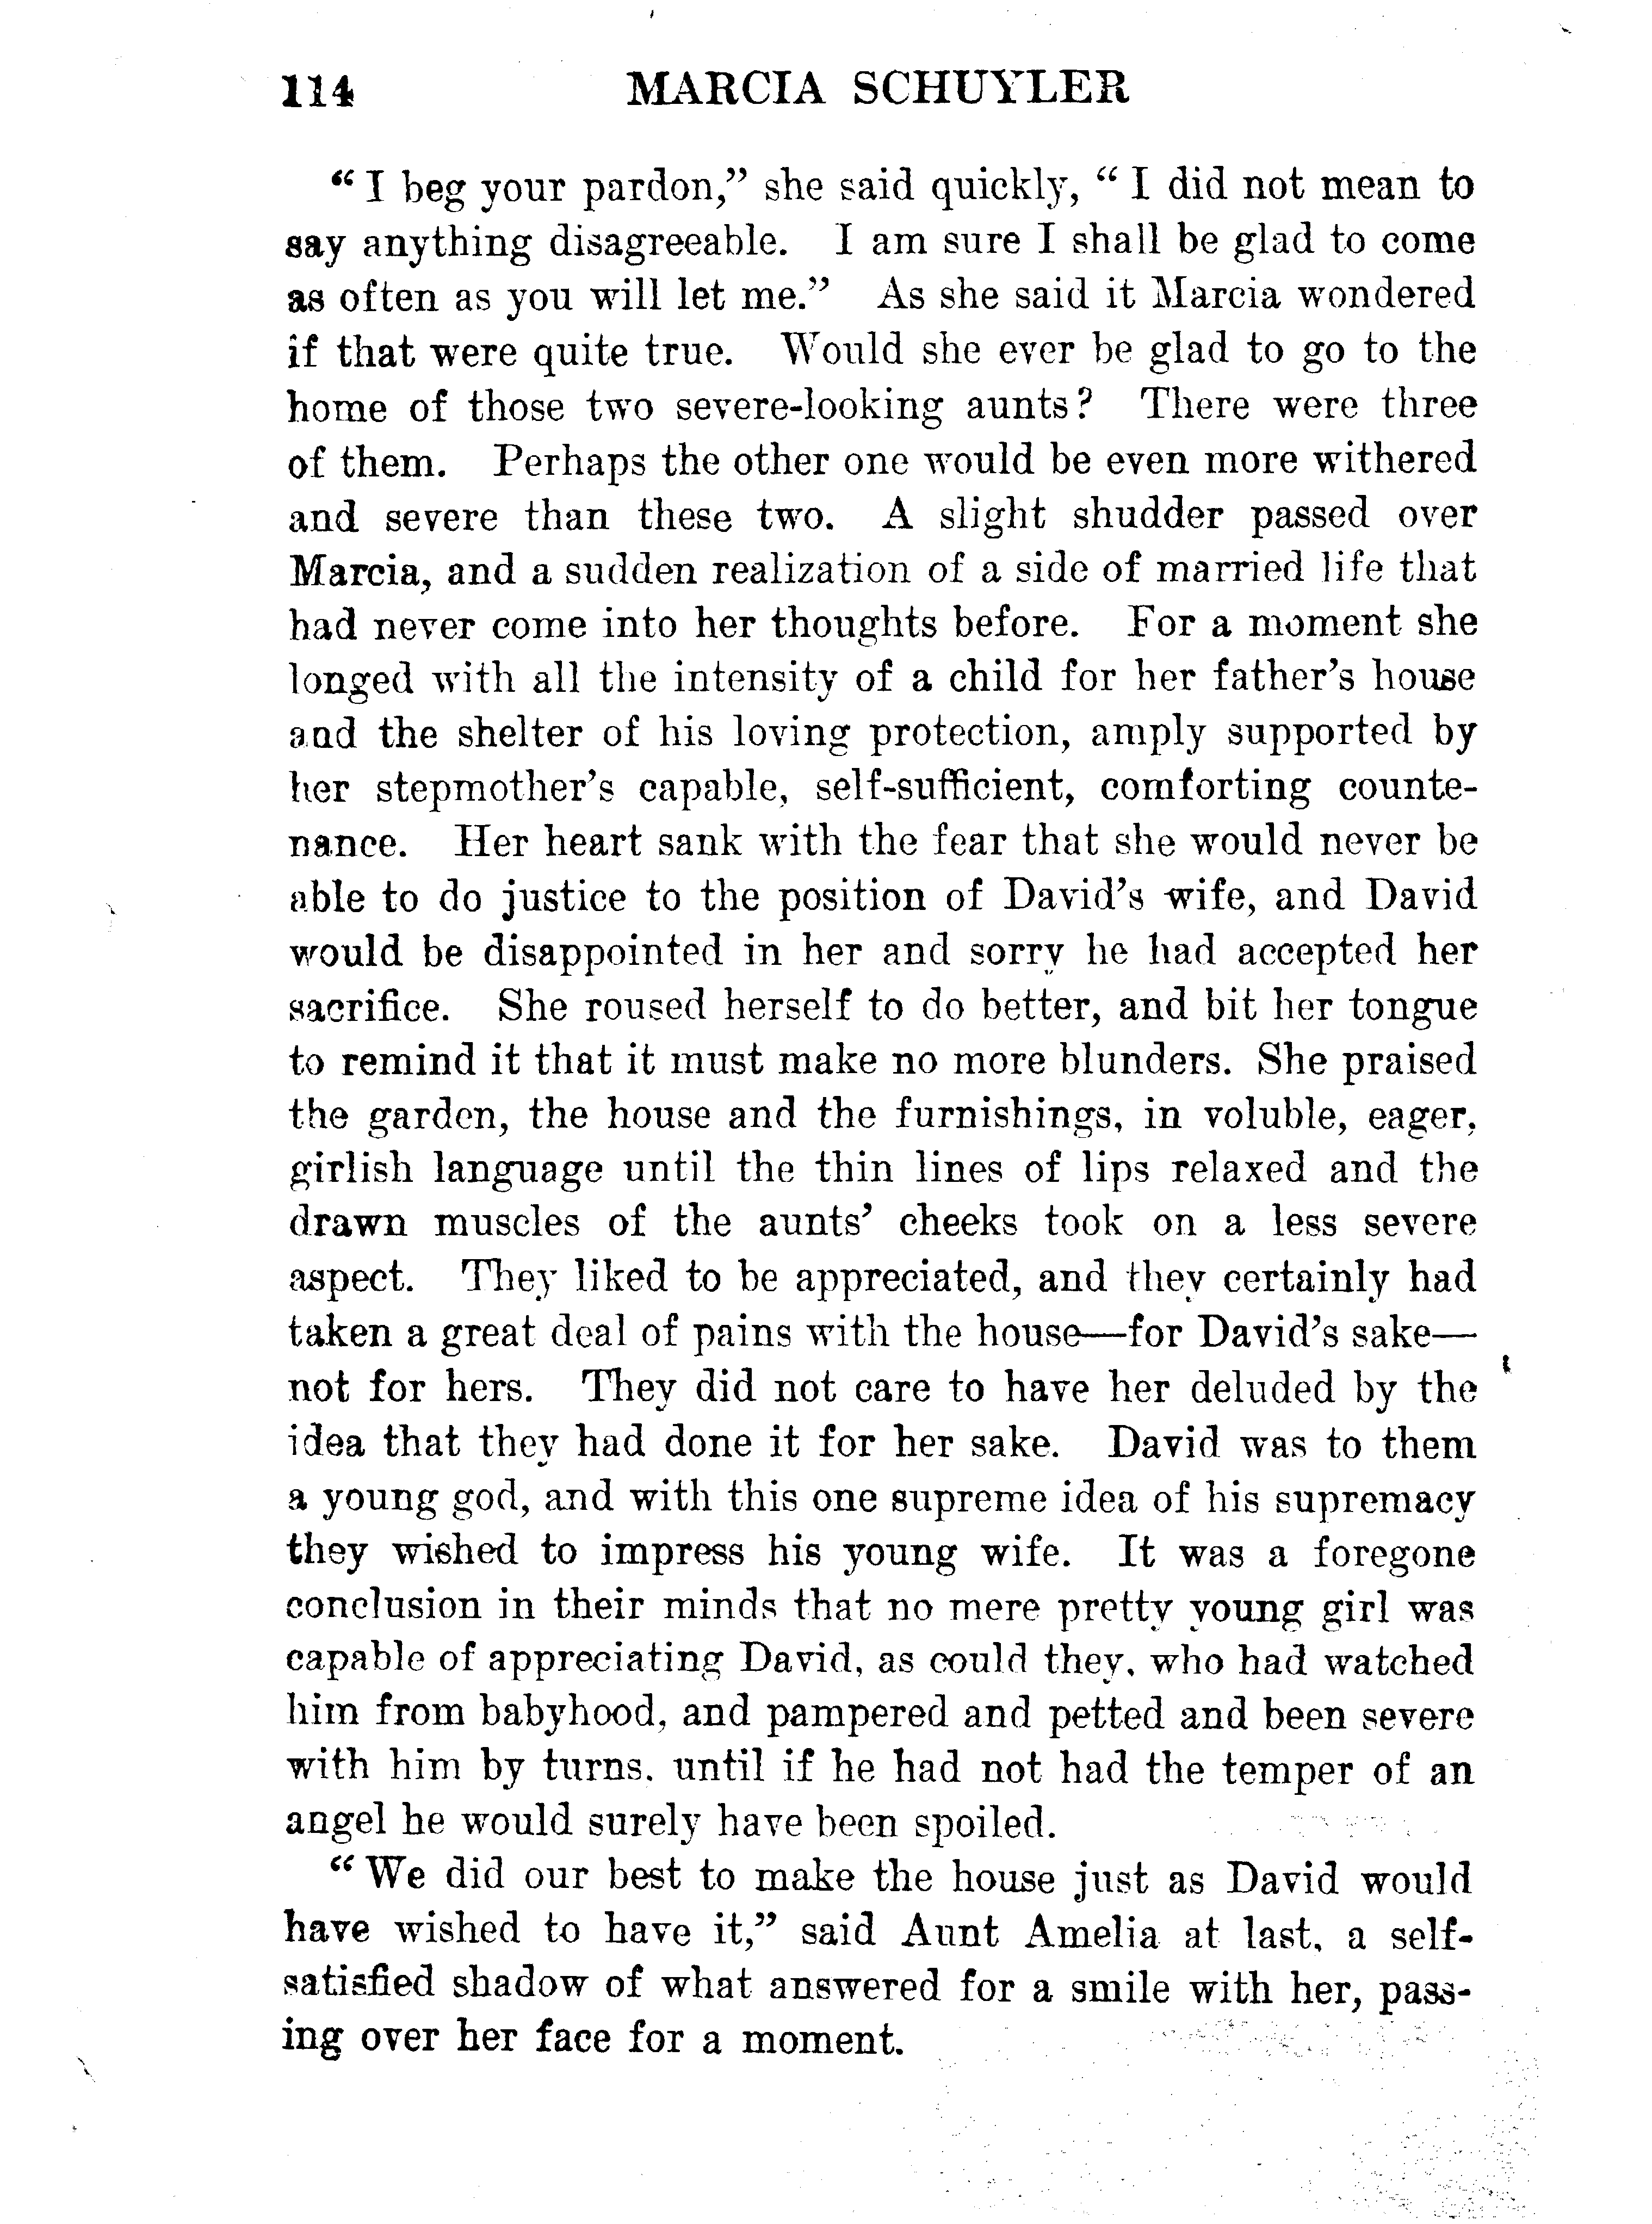 114 MARCIA SCHUYLER
“I beg your pardon,” she said quickly, “I did not mean to
say anything disagreeable. I am sure I shall be glad to come
as often as you will let me.” As she said it Marcia wondered
if that were quite true. Would she ever be glad to go to the
home of those two severe-looking aunts? There were three
of them. Perhaps the other one would be even more withered
and severe than these two. A slight shudder passed over
Marcia, and a sudden realization of a side of married life that
had never come into her thoughts before. For a moment she
longed with all the intensity of a child for her father’s house
and the shelter of his loving protection, amply supported by
her stepmother’s capable, self-sufficient, comforting counte-
nance. Her heart sank with the fear that she would never be
able to do justice to the position of David’s wife, and David
would be disappointed in her and sorry he had accepted her
sacrifice. She roused herself to do better, and bit her tongue
to remind it that it must make no more blunders. She praised
the garden, the house and the furnishings, in voluble, eager,
girlish language until the thin lines of lips relaxed and the
drawn muscles of the aunts’ cheeks took on a less severe
aspect. They liked to be appreciated, and they certainly had
taken a great deal of pains with the house—for David’s sake—
not for hers. They did not care to have her deluded by the
idea that they had done it for her sake. David was to them
a young god, and with this one supreme idea of his supremacy
they wished to impress his young wife. It was a foregone
conclusion in their minds that no mere pretty young girl was
capable of appreciating David, as could they, who had watched
him from babyhood, and pampered and petted and been severe
with him by turns, until if he had not had the temper of an
angel he would surely have been spoiled.
“We did our best to make the house just as David would
have wished to have it,” said Aunt Amelia at last, a self-
satisfied shadow of what answered for a smile with her, pass-
ing over her face for a moment.